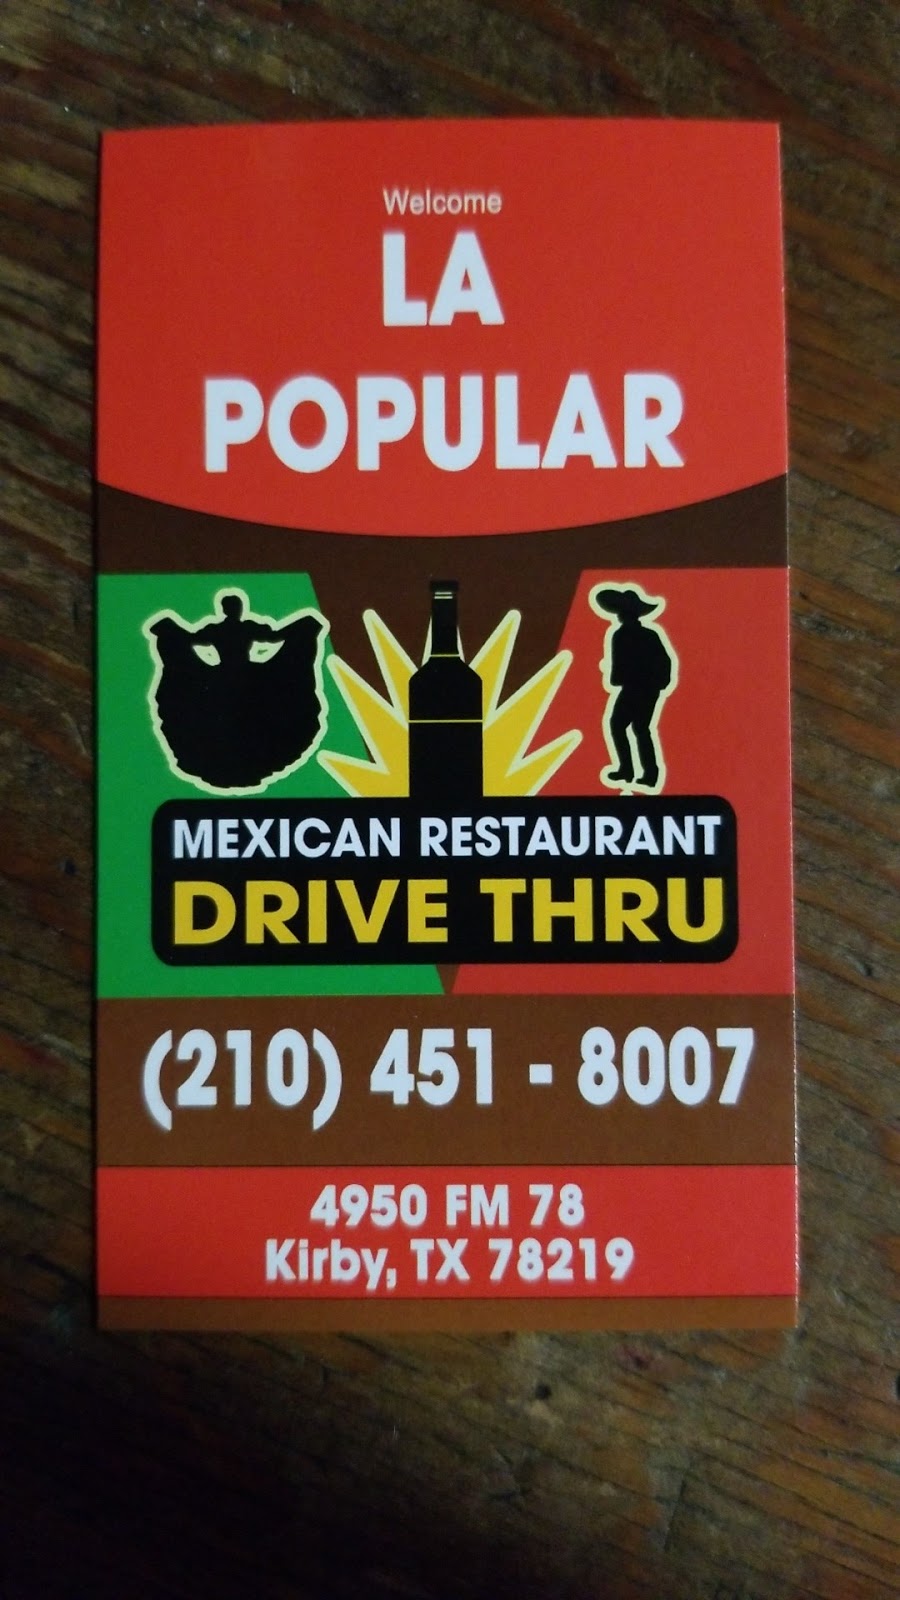 Welcome
LA
POPULAR
MEXICAN RESTAURANT
DRIVE THRU
(210) 451 - 8007
4950 FM 78
Kirby, TX 78219